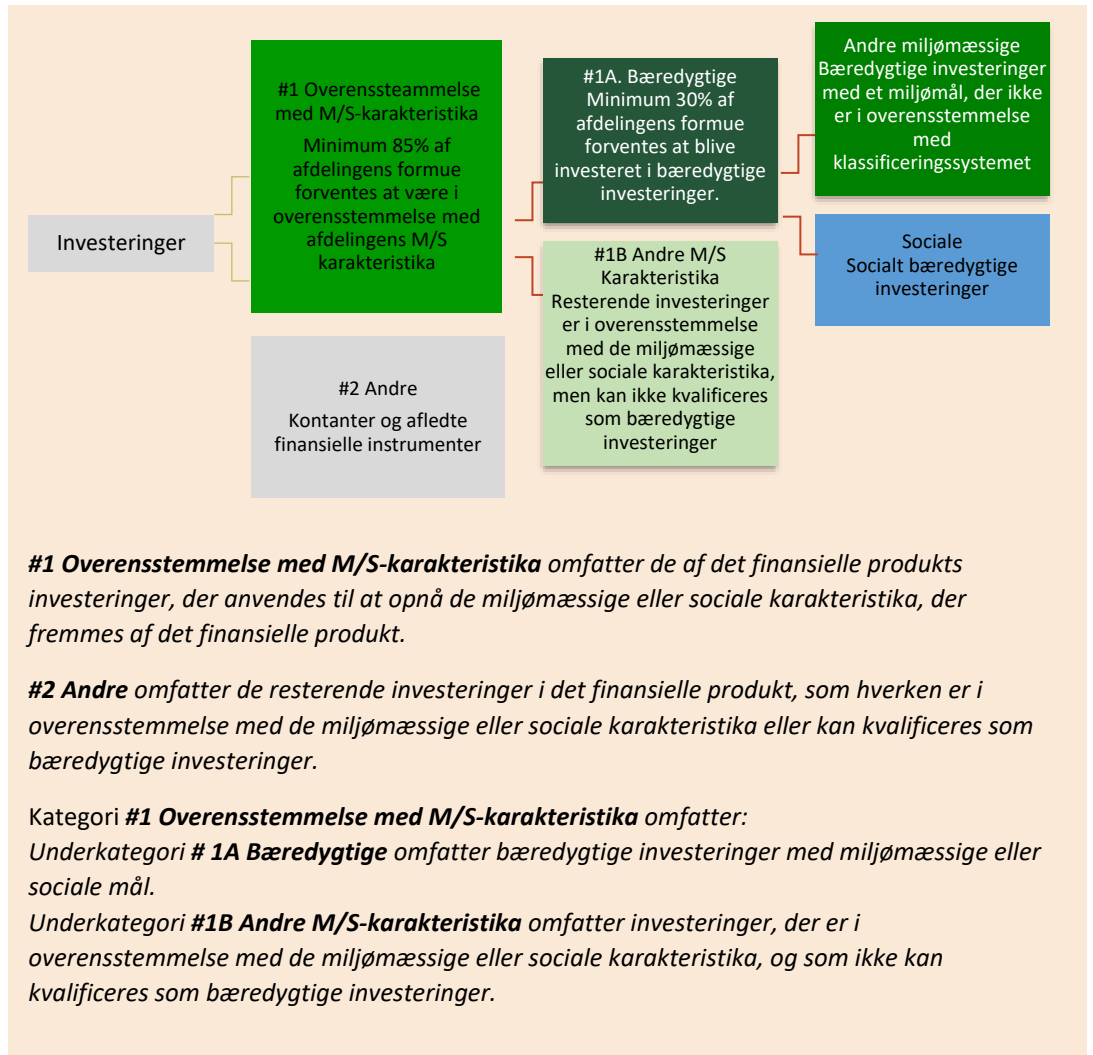 Investeringer
#1 Overenssteammelse
med M/S-karakteristika
Minimum 85% af
afdelingens formue
forventes at være i
overensstemmelse med
afdelingens M/S
karakteristika
#2 Andre
Kontanter og afledte
finansielle instrumenter
#1A. Bæredygtige
Minimum 30% af
afdelingens formue
forventes at blive
investeret i bæredygtige
investeringer.
#1B Andre M/S
Karakteristika
Resterende investeringer
er i overensstemmelse
med de miljømæssige
eller sociale karakteristika,
men kan ikke kvalificeres
som bæredygtige
investeringer
Andre miljømæssige
Bæredygtige investeringer
med et miljømål, der ikke
er i overensstemmelse
med
klassificeringssystemet
Sociale
Socialt bæredygtige
investeringer
#1 Overensstemmelse med M/S-karakteristika omfatter de af det finansielle produkts
investeringer, der anvendes til at opnå de miljømæssige eller sociale karakteristika, der
fremmes af det finansielle produkt.
#2 Andre omfatter de resterende investeringer i det finansielle produkt, som hverken er i
overensstemmelse med de miljømæssige eller sociale karakteristika eller kan kvalificeres som
bæredygtige investeringer.
Kategori #1 Overensstemmelse med M/S-karakteristika omfatter:
Underkategori # 1A Bæredygtige omfatter bæredygtige investeringer med miljømæssige eller
sociale mål.
Underkategori #1B Andre M/S-karakteristika omfatter investeringer, der er i
overensstemmelse med de miljømæssige eller sociale karakteristika, og som ikke kan
kvalificeres som bæredygtige investeringer.